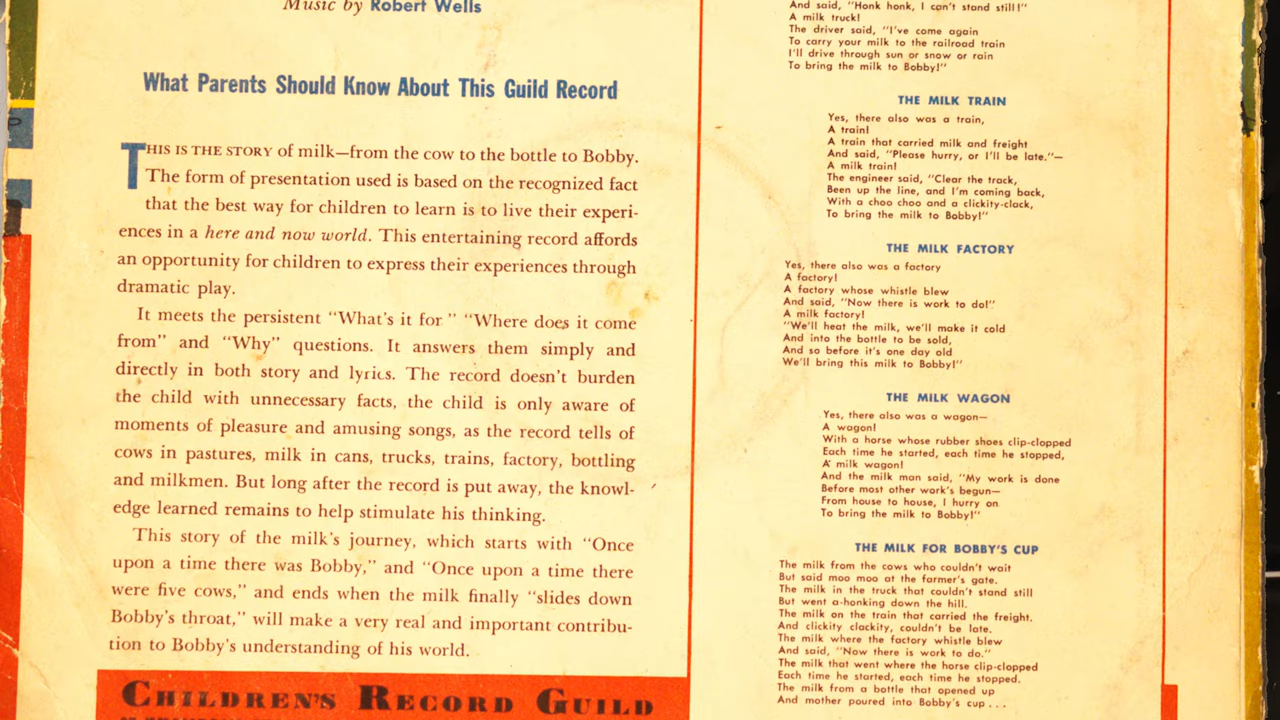 Music by Robert Wells
What Parents Should Know About This Guild Record
THIS IS THE STORY of milk—from the cow to the bottle to Bobby.
The form of presentation used is based on the recognized fact
that the best way for children to learn is to live their experi-
ences in a here and now world. This entertaining record affords
an opportunity for children to express their experiences through
dramatic play.
It meets the persistent "What's it for " "Where does it come
from" and "Why" questions. It answers them simply and
directly in both story and lyrics. The record doesn't burden
the child with unnecessary facts, the child is only aware of
moments of pleasure and amusing songs, as the record tells of
cows in pastures, milk in cans, trucks, trains, factory, bottling
and milkmen. But long after the record is put away, the knowl-
edge learned remains to help stimulate his thinking.
This story of the milk's journey, which starts with "Once
upon a time there was Bobby," and "Once upon a time there
were five cows," and ends when the milk finally "slides down
Bobby's throat," will make a very real and important contribu-
tion to Bobby's understanding of his world.
CHILDREN'S RECORD GUILD
And said, "Honk honk, I can't stand still!"
A milk truck!
The driver said, "I've come again
To carry your milk to the railroad train
I'll drive through sun or snow or rain
To bring the milk to Bobby!"
THE MILK TRAIN
Yes, there also was a train,
A train!
A train that carried milk and freight
And said, "Please hurry, or I'll be late."—
A milk train!
The engineer said, "Clear the track,
Been up the line, and I'm coming back,
With a choo choo and a clickity-clack,
To bring the milk to Bobby!"
THE MILK FACTORY
Yes, there also was a factory
A factory!
A factory whose whistle blew
And said, "Now there is work to do!"
A milk factory!
"We'll heat the milk, we'll make it cold
And into the bottle to be sold,
And so before it's one day old
We'll bring this milk to Bobby!"
THE MILK WAGON
Yes, there also was a wagon—
A wagon!
With a horse whose rubber shoes clip-clopped
Each time he started, each time he stopped,
A milk wagon!
And the milk man said, "My work is done
Before most other work's begun—
From house to house, I hurry on
To bring the milk to Bobby!"
THE MILK FOR BOBBY'S CUP
The milk from the cows who couldn't wait
But said moo moo at the farmer's gate.
The milk in the truck that couldn't stand still
But went a-honking down the hill.
The milk on the train that carried the freight.
And clickity clackity, couldn't be late.
The milk where the factory whistle blew
And said, "Now there is work to do."
The milk that went where the horse clip-clopped
Each time he started, each time he stopped.
The milk from a bottle that opened up
And mother poured into Bobby's cup . . .